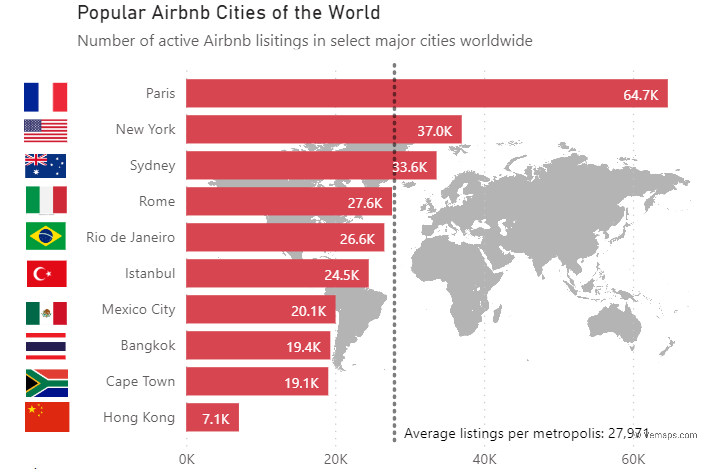 Popular Airbnb Cities of the World
Number of active Airbnb lisitings in select major cities worldwide
Paris 64.7K
New York 37.0K
Sydney 33.6K
Rome 27.6K
Rio de Janeiro 26.6K
Istanbul 24.5K
Mexico City 20.1K
Bangkok 19.4K
Cape Town 19.1K
Hong Kong 7.1K
Average listings per metropolis: 27,971
© Vemaps.com
0K 20K 40K 60K